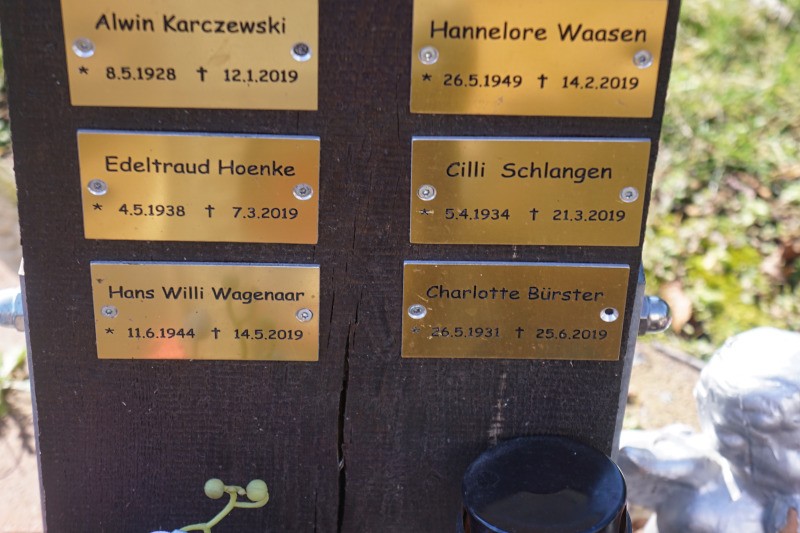 Alwin Karczewski
* 8.5.1928 † 12.1.2019
Hannelore Waasen
* 26.5.1949 † 14.2.2019
Edeltraud Hoenke
* 4.5.1938 † 7.3.2019
Cilli Schlangen
* 5.4.1934 † 21.3.2019
Hans Willi Wagenaar
* 11.6.1944 † 14.5.2019
Charlotte Bürster
* 26.5.1931 † 25.6.2019